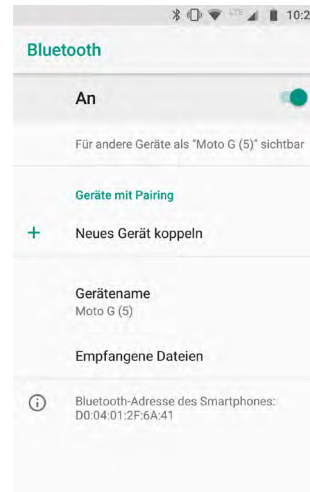 LTE 10:2
Bluetooth
An
Für andere Geräte als "Moto G (5)" sichtbar
Geräte mit Pairing
+ Neues Gerät koppeln
Gerätename
Moto G (5)
Empfangene Dateien
Bluetooth-Adresse des Smartphones:
D0:04:01:2F:6A:41